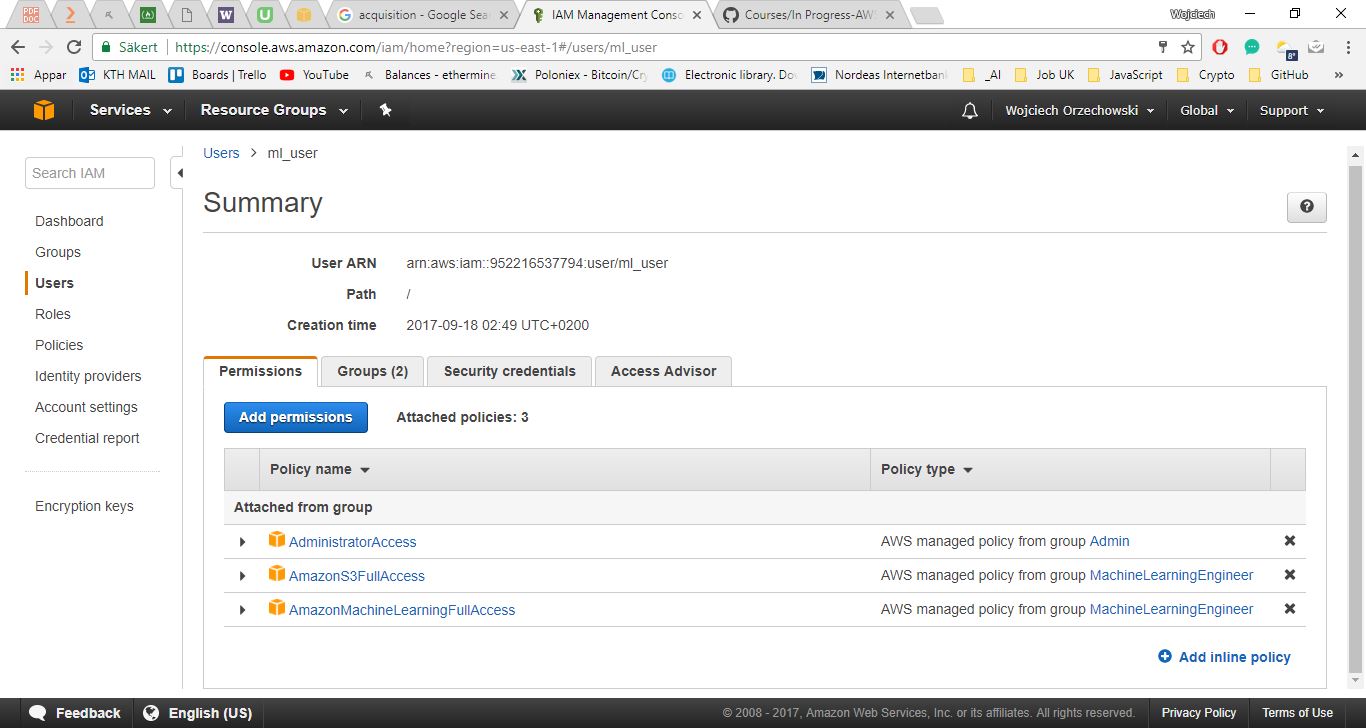 acquisition - Google Sea
IAM Management Conso
Courses/In Progress-AWS
Wojciech
Säkert
https://console.aws.amazon.com/iam/home?region=us-east-1#/users/ml_user
8°
Appar
KTH MAIL
Boards | Trello
YouTube
Balances - ethermine
Poloniex - Bitcoin/Cry
Electronic library. Do
Nordeas Internetbank
_AI
Job UK
JavaScript
Crypto
GitHub
»
Services
Resource Groups
Wojciech Orzechowski
Global
Support
Search IAM
Dashboard
Groups
Users
Roles
Policies
Identity providers
Account settings
Credential report
Encryption keys
Users > ml_user
Summary
User ARN arn:aws:iam::952216537794:user/ml_user
Path /
Creation time 2017-09-18 02:49 UTC+0200
Permissions
Groups (2)
Security credentials
Access Advisor
Add permissions
Attached policies: 3
Policy name
Policy type
Attached from group
AdministratorAccess AWS managed policy from group Admin
AmazonS3FullAccess AWS managed policy from group MachineLearningEngineer
AmazonMachineLearningFullAccess AWS managed policy from group MachineLearningEngineer
Add inline policy
Feedback
English (US)
© 2008 - 2017, Amazon Web Services, Inc. or its affiliates. All rights reserved.
Privacy Policy
Terms of Use